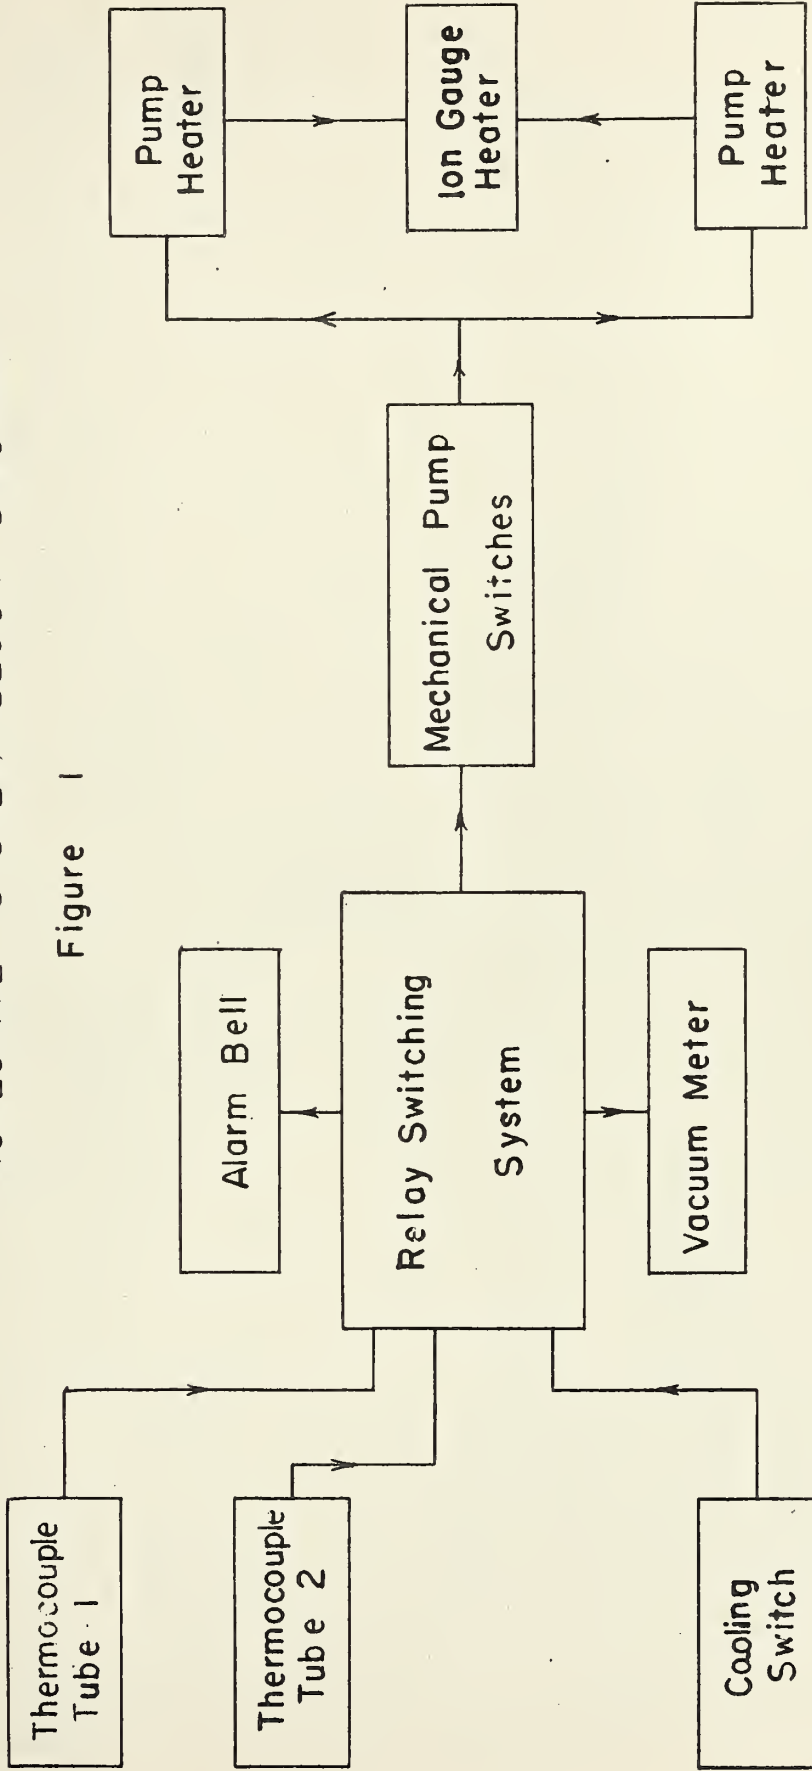 Figure 1
Thermocouple
Tube 1
Thermocouple
Tube 2
Cooling
Switch
Alarm Bell
Relay Switching
System
Vacuum Meter
Mechanical Pump
Switches
Pump
Heater
Ion Gauge
Heater
Pump
Heater